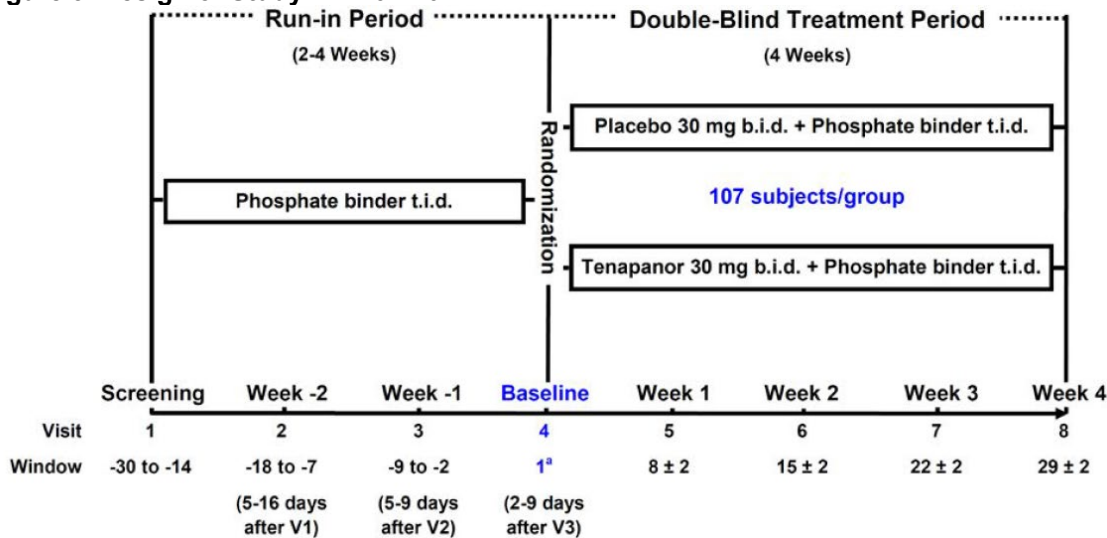 Run-in Period
(2-4 Weeks)
Double-Blind Treatment Period
(4 Weeks)
Phosphate binder t.i.d.
Randomization
Placebo 30 mg b.i.d. + Phosphate binder t.i.d.
107 subjects/group
Tenapanor 30 mg b.i.d. + Phosphate binder t.i.d.
Screening Week -2 Week -1 Baseline Week 1 Week 2 Week 3 Week 4
Visit 1 2 3 4 5 6 7 8
Window -30 to -14 -18 to -7 -9 to -2 1ª 8 ± 2 15 ± 2 22 ± 2 29 ± 2
(5-16 days (5-9 days (2-9 days
after V1) after V2) after V3)